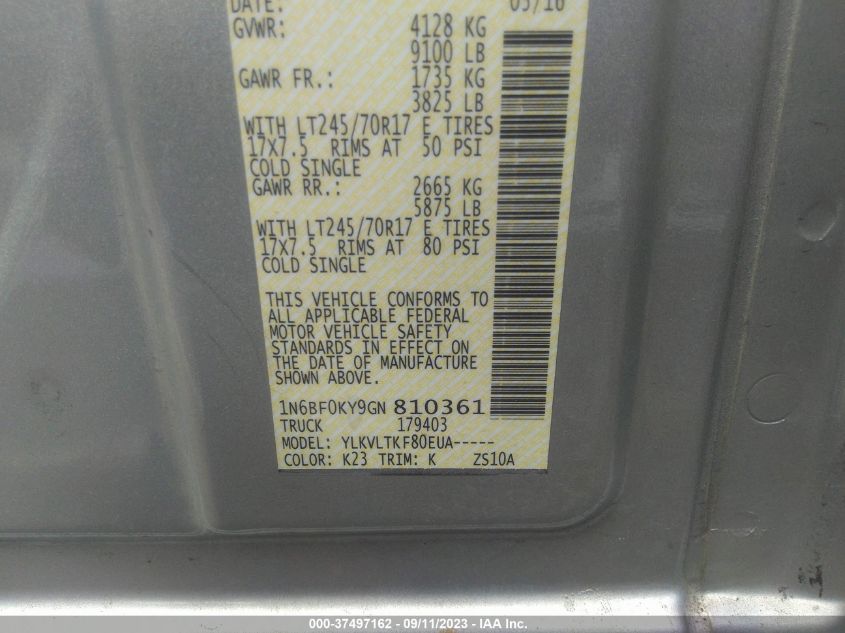 DATE: 05/16
GVWR: 4128 KG
9100 LB
GAWR FR.: 1735 KG
3825 LB
WITH LT245/70R17 E TIRES
17X7.5 RIMS AT 50 PSI
COLD SINGLE
GAWR RR.: 2665 KG
5875 LB
WITH LT245/70R17 E TIRES
17X7.5 RIMS AT 80 PSI
COLD SINGLE
THIS VEHICLE CONFORMS TO
ALL APPLICABLE FEDERAL
MOTOR VEHICLE SAFETY
STANDARDS IN EFFECT ON
THE DATE OF MANUFACTURE
SHOWN ABOVE.
1N6BF0KY9GN 810361
TRUCK 179403
MODEL: YLKVLTKF80EUA-----
COLOR: K23 TRIM: K ZS10A
000-37497162 - 09/11/2023 - IAA Inc.